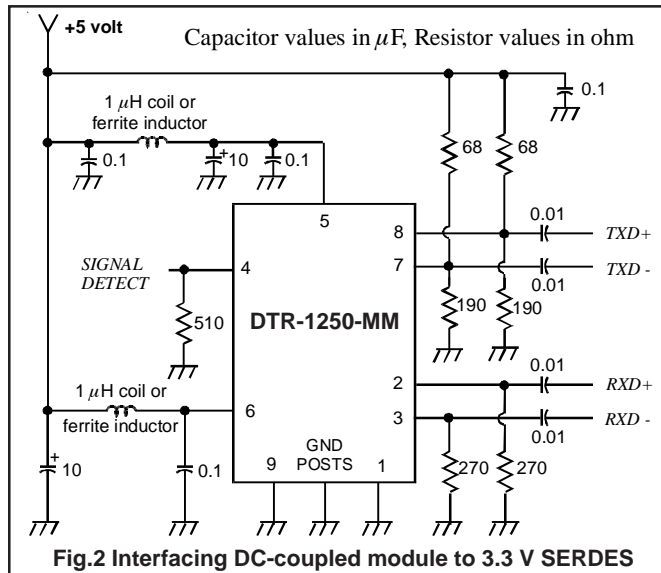 +5 volt
Capacitor values in µF, Resistor values in ohm
0.1
1 µH coil or
ferrite inductor
68
68
0.1
+
10
0.1
5
0.01
8
TXD+
SIGNAL
DETECT
4
7
TXD -
0.01
190
190
510
DTR-1250-MM
0.01
2
RXD+
1 µH coil or
ferrite inductor
6
3
RXD -
0.01
+
10
0.1
GND
POSTS
9
1
270
270
Fig.2 Interfacing DC-coupled module to 3.3 V SERDES